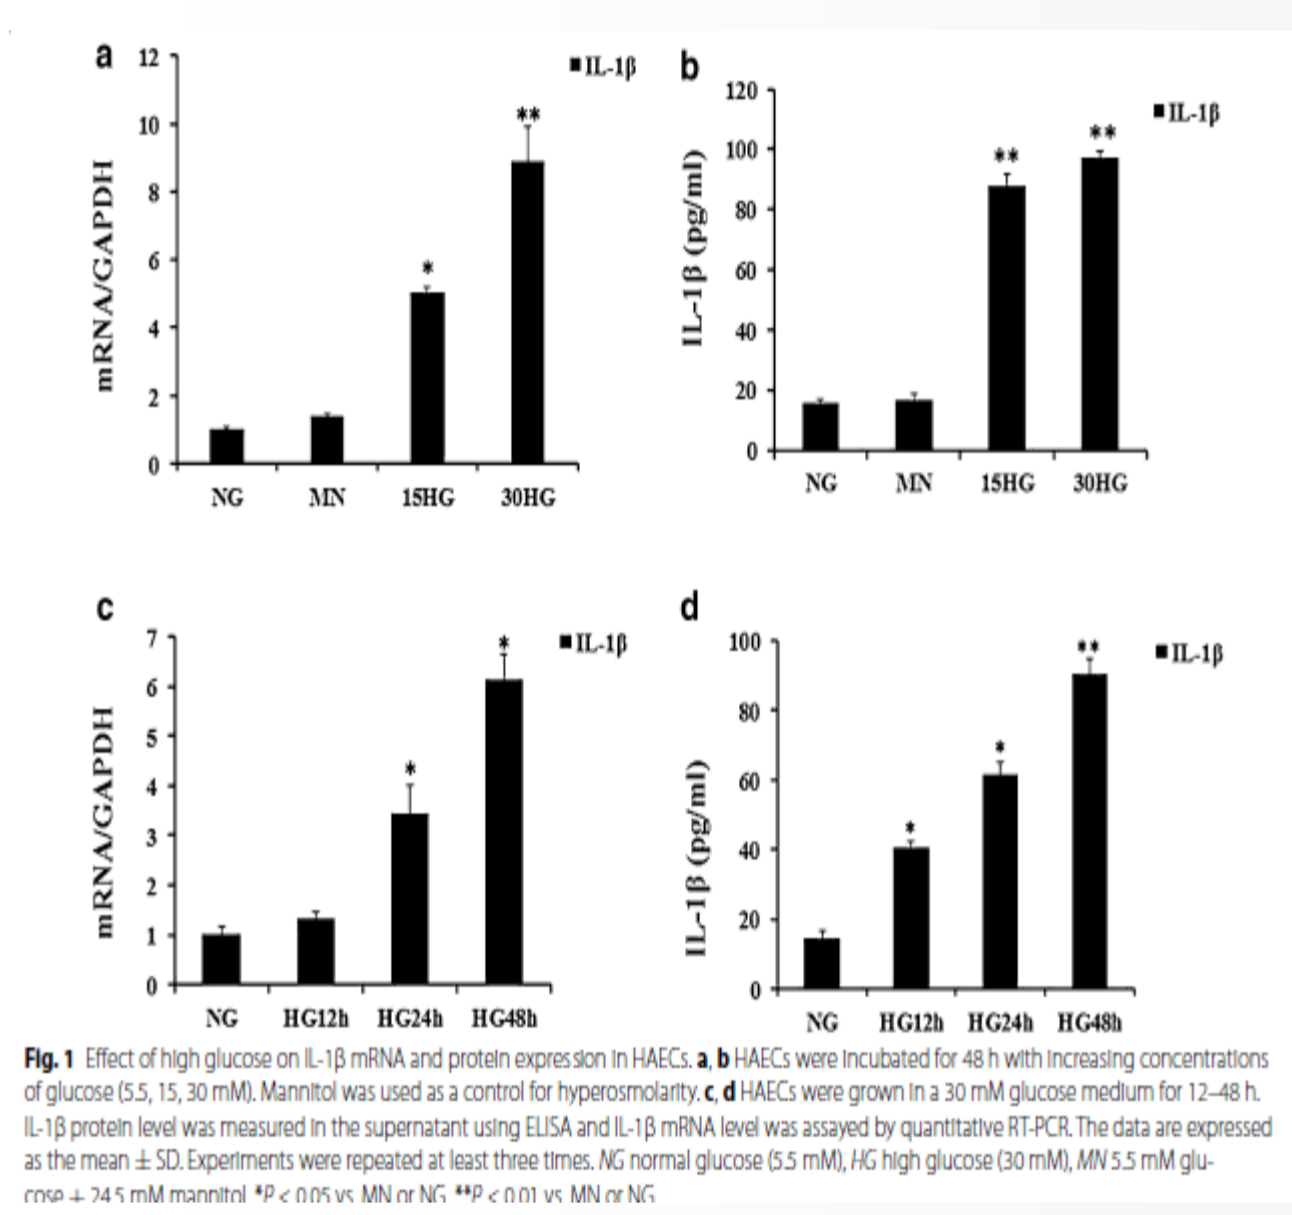 a
12
10
8
6
4
2
0
mRNA/GAPDH
IL-1β
*
**
NG MN 15HG 30HG
b
120
100
80
60
40
20
0
IL-1β (pg/ml)
IL-1β
**
**
NG MN 15HG 30HG
c
7
6
5
4
3
2
1
0
mRNA/GAPDH
IL-1β
*
*
NG HG12h HG24h HG48h
d
100
80
60
40
20
0
IL-1β (pg/ml)
IL-1β
*
*
**
NG HG12h HG24h HG48h
Fig. 1 Effect of high glucose on IL-1β mRNA and protein expression in HAECs. a, b HAECs were incubated for 48 h with increasing concentrations
of glucose (5.5, 15, 30 mM). Mannitol was used as a control for hyperosmolarity. c, d HAECs were grown in a 30 mM glucose medium for 12–48 h.
IL-1β protein level was measured in the supernatant using ELISA and IL-1β mRNA level was assayed by quantitative RT-PCR. The data are expressed
as the mean ± SD. Experiments were repeated at least three times. NG normal glucose (5.5 mM), HG high glucose (30 mM), MN 5.5 mM glu-
cose + 24.5 mM mannitol. *P < 0.05 vs. MN or NG. **P < 0.01 vs. MN or NG